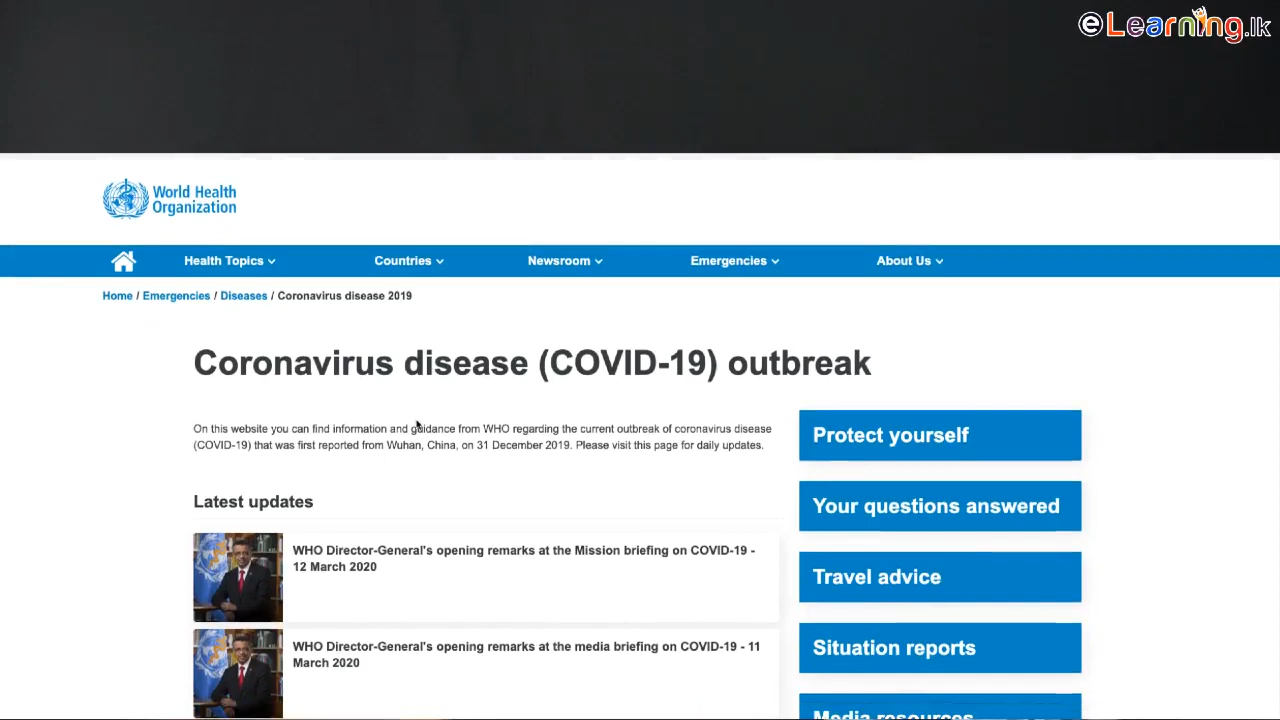 eLearning.lk
World Health
Organization
Health Topics
Countries
Newsroom
Emergencies
About Us
Home / Emergencies / Diseases / Coronavirus disease 2019
Coronavirus disease (COVID-19) outbreak
On this website you can find information and guidance from WHO regarding the current outbreak of coronavirus disease
(COVID-19) that was first reported from Wuhan, China, on 31 December 2019. Please visit this page for daily updates.
Latest updates
WHO Director-General's opening remarks at the Mission briefing on COVID-19 -
12 March 2020
WHO Director-General's opening remarks at the media briefing on COVID-19 - 11
March 2020
Protect yourself
Your questions answered
Travel advice
Situation reports
Media resources